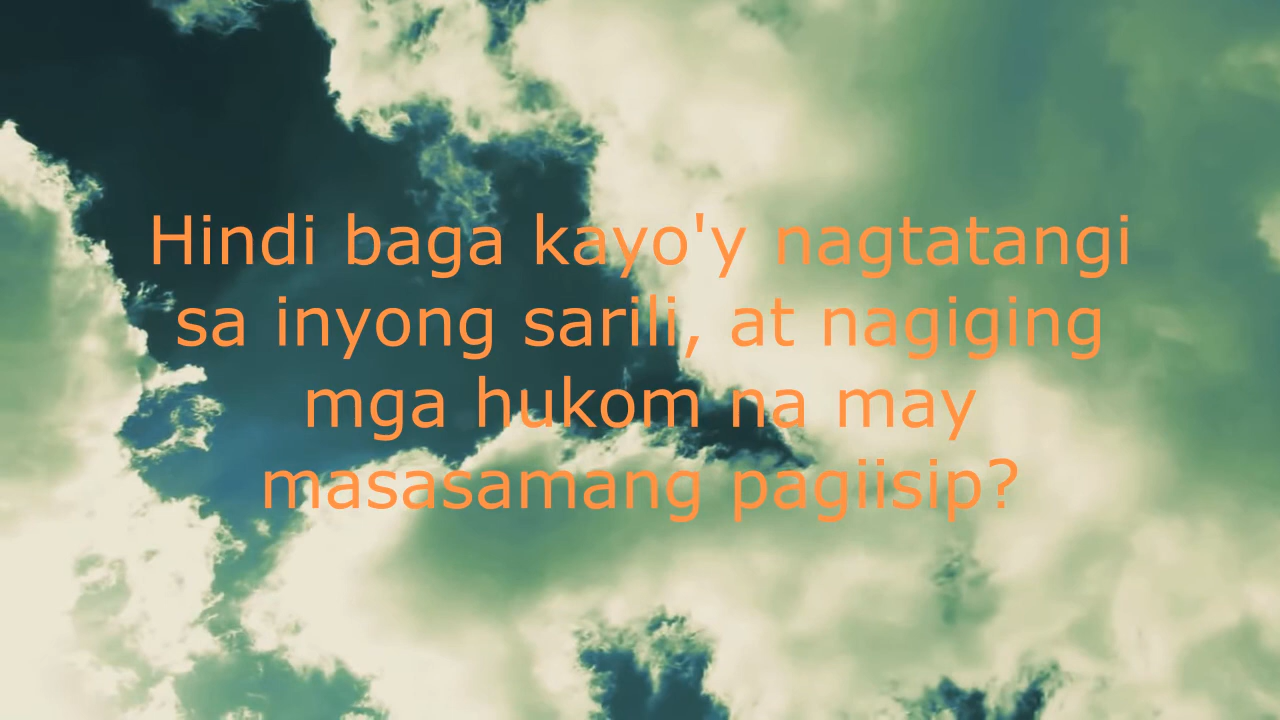 Hindi baga kayo'y nagtatangi
sa inyong sarili, at nagiging
mga hukom na may
masasamang pagiisip?